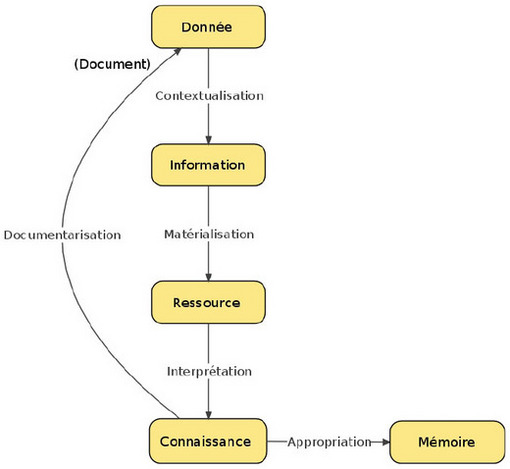 Donnée
(Document)
Contextualisation
Information
Documentarisation
Matérialisation
Ressource
Interprétation
Connaissance
Appropriation
Mémoire